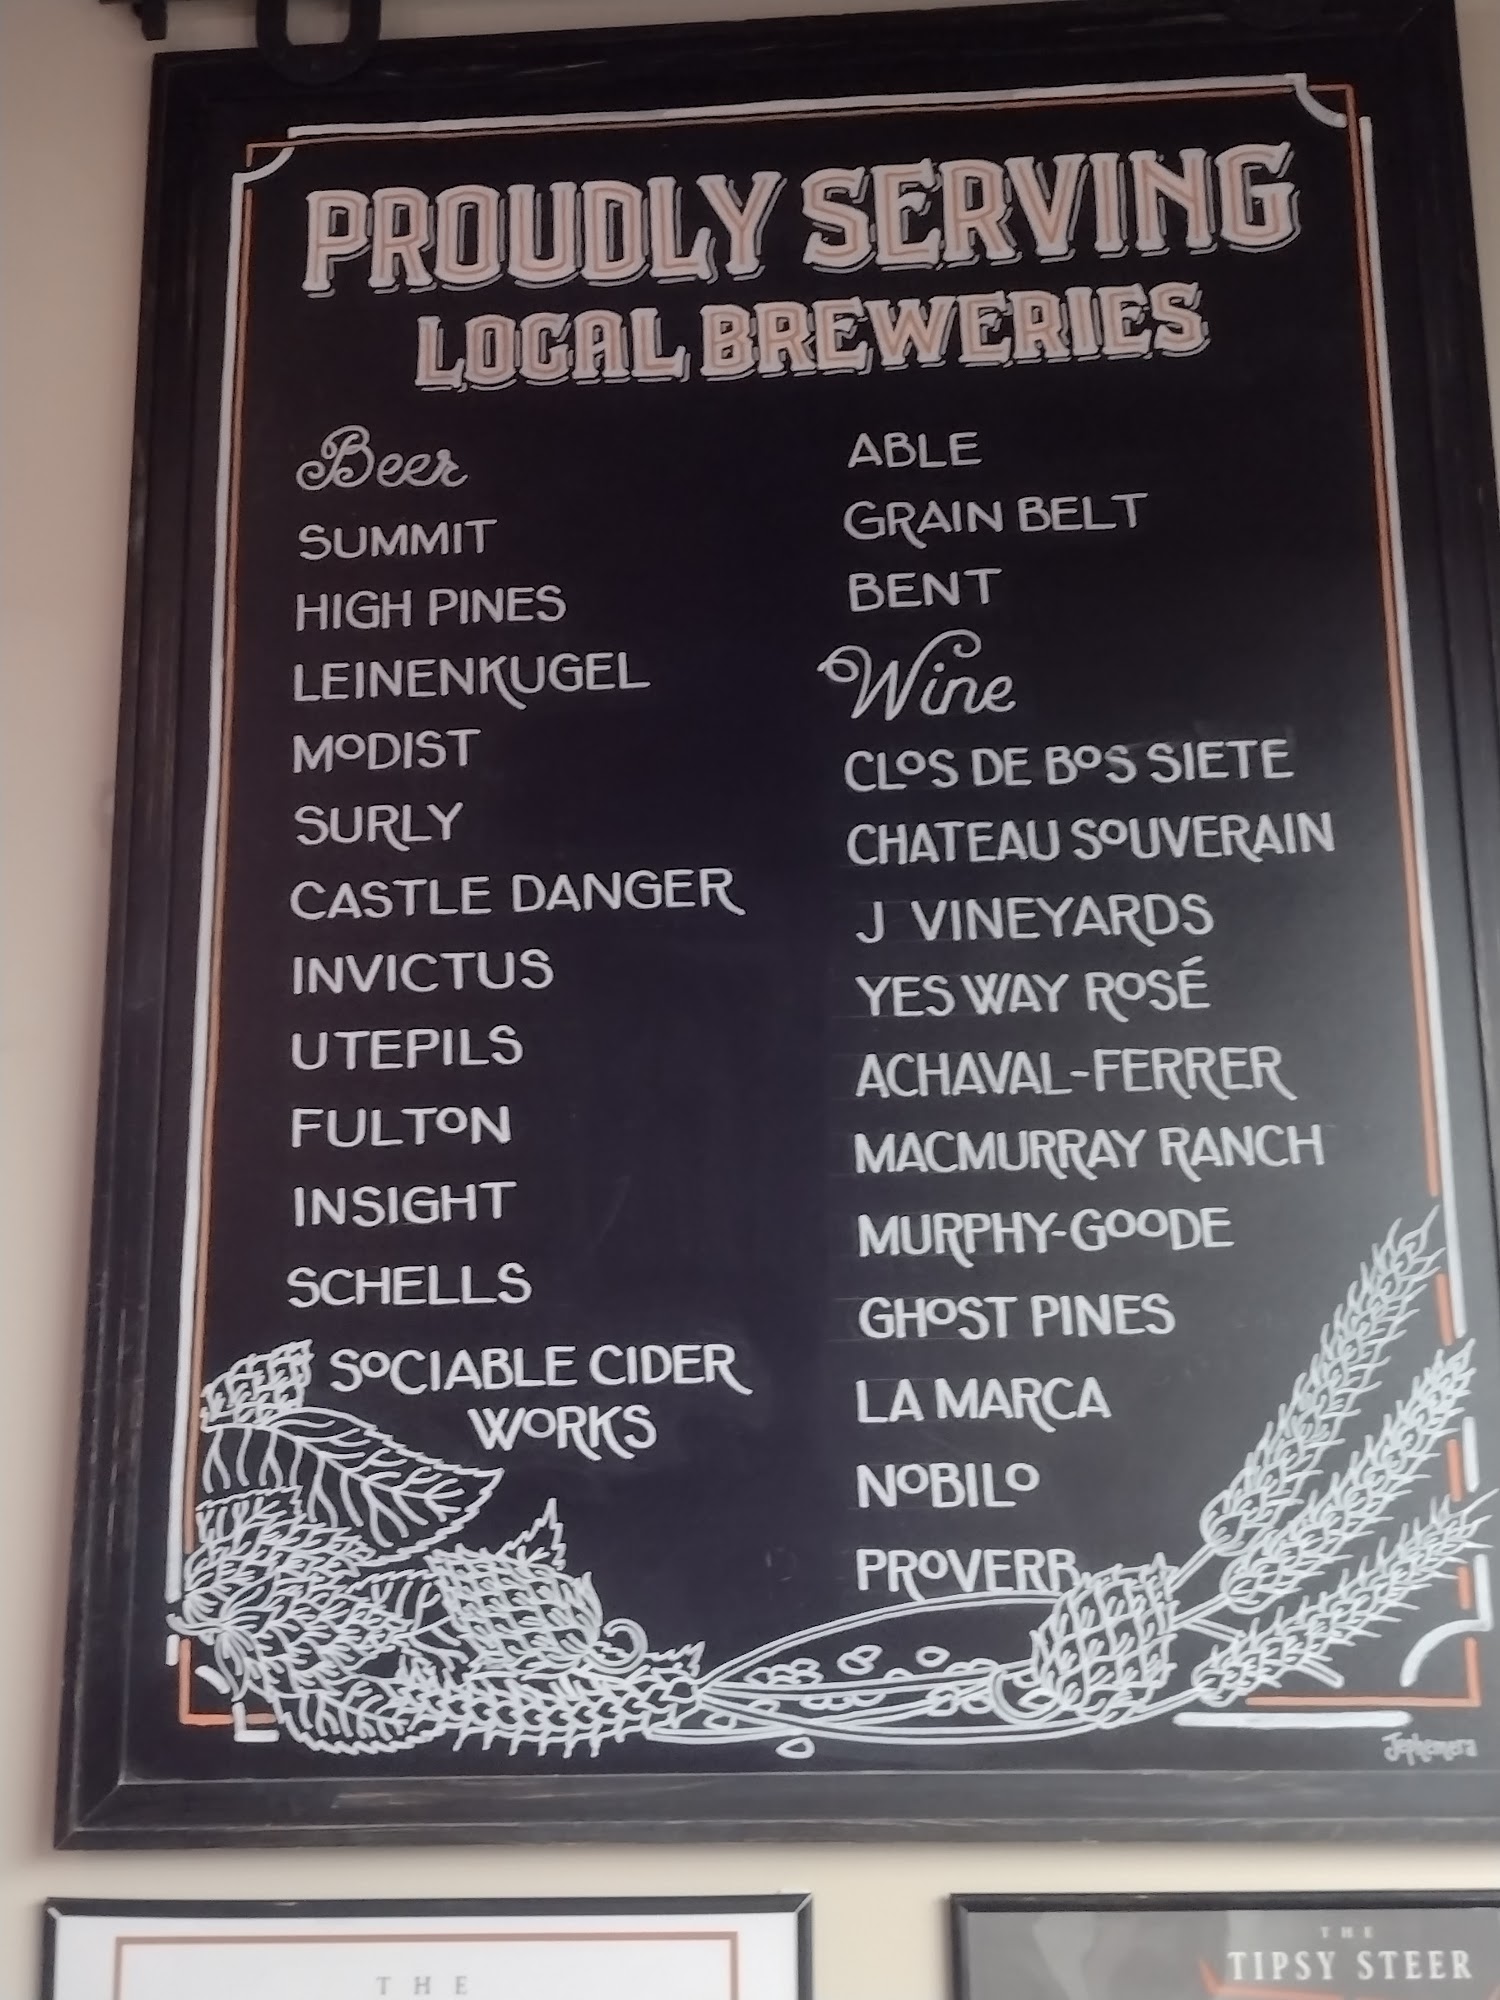 PROUDLY SERVING
LOCAL BREWERIES
Beer
SUMMIT
HIGH PINES
LEINENKUGEL
MODIST
SURLY
CASTLE DANGER
INVICTUS
UTEPILS
FULTON
INSIGHT
SCHELLS
SOCIABLE CIDER
WORKS
ABLE
GRAIN BELT
BENT
Wine
CLOS DE BOS SIETE
CHATEAU SOUVERAIN
J VINEYARDS
YES WAY ROSÉ
ACHAVAL-FERRER
MACMURRAY RANCH
MURPHY-GOODE
GHOST PINES
LA MARCA
NOBILO
PROVERB
Jephemera
THE
THE
TIPSY STEER